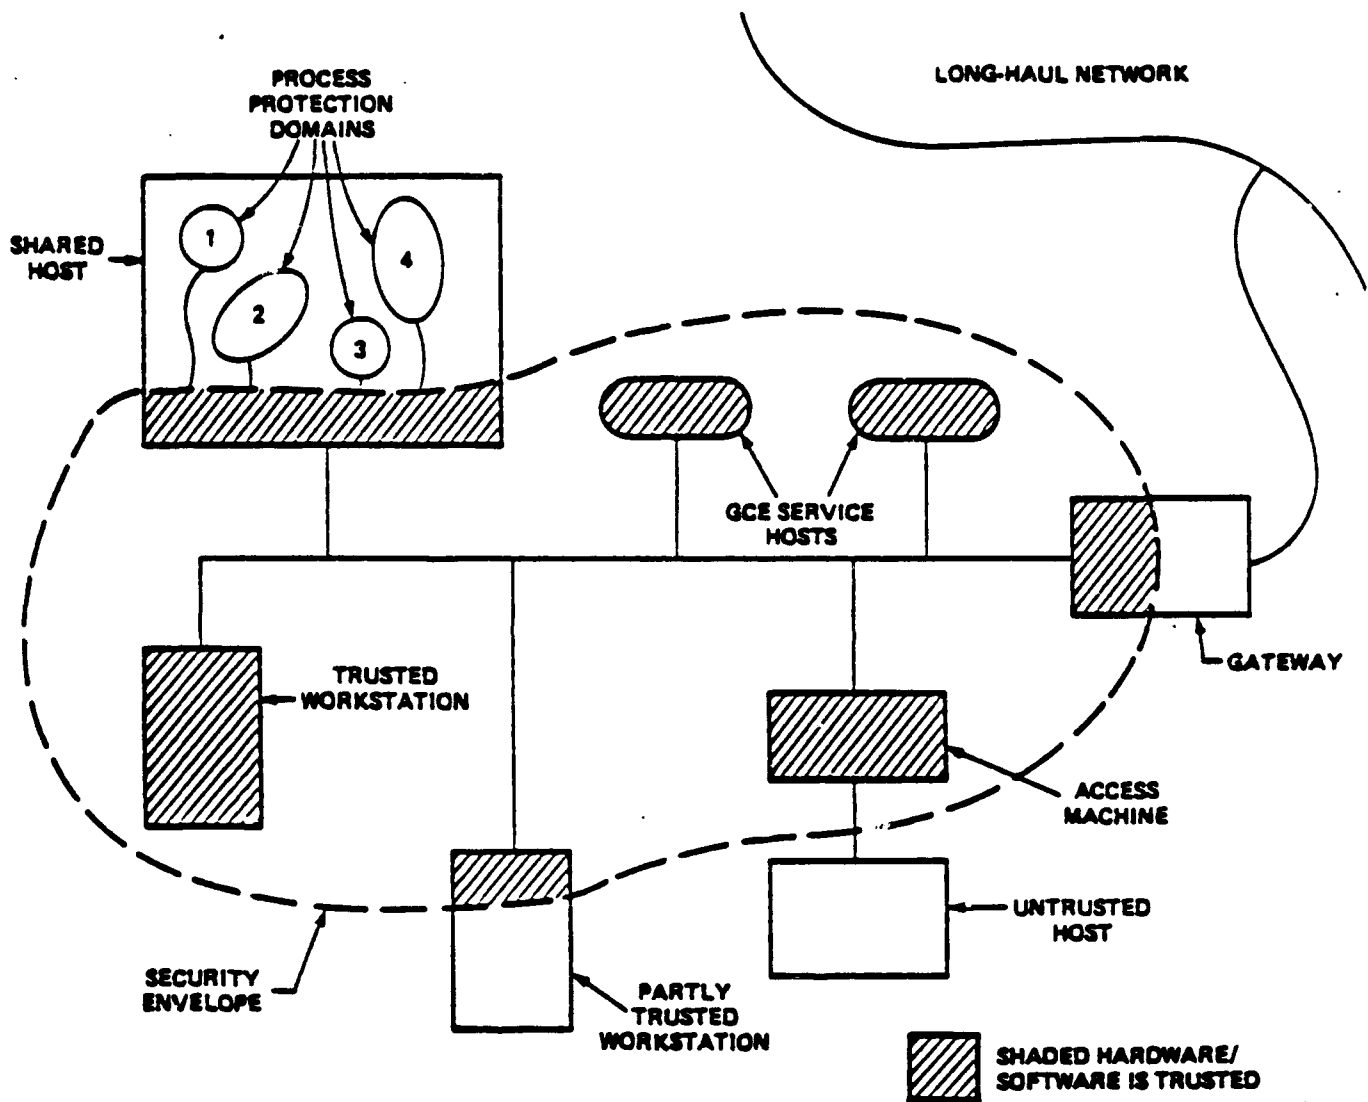 LONG-HAUL NETWORK
PROCESS
PROTECTION
DOMAINS
SHARED
HOST
1
2
3
4
GCE SERVICE
HOSTS
GATEWAY
TRUSTED
WORKSTATION
ACCESS
MACHINE
UNTRUSTED
HOST
SECURITY
ENVELOPE
PARTLY
TRUSTED
WORKSTATION
SHADED HARDWARE/
SOFTWARE IS TRUSTED